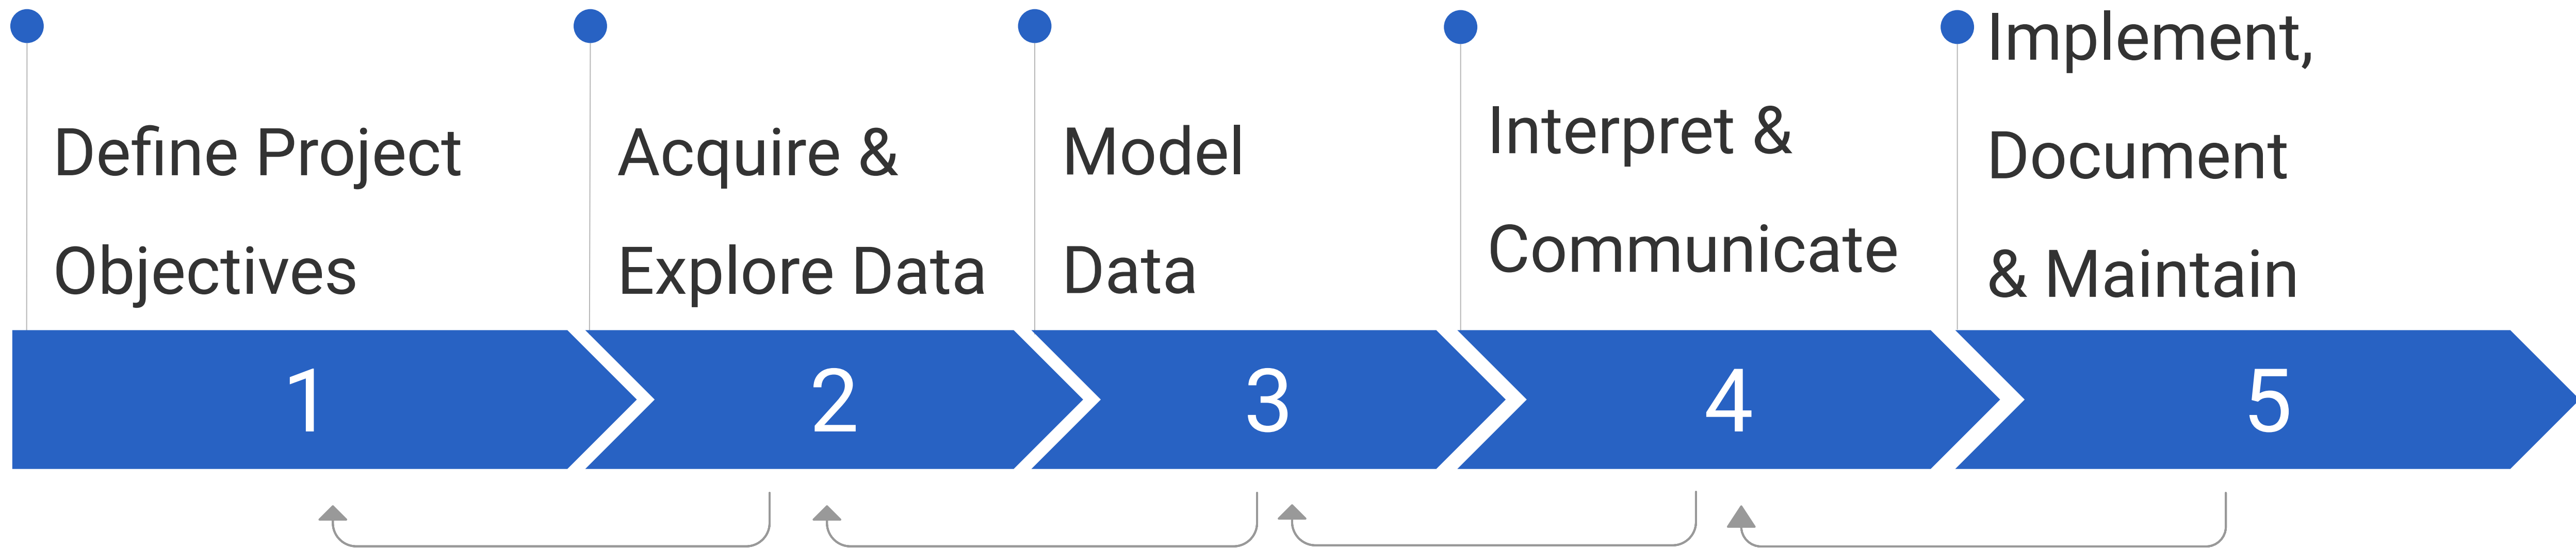 Define Project
Objectives
Acquire &
Explore Data
Model
Data
Interpret &
Communicate
Implement,
Document
& Maintain
1
2
3
4
5